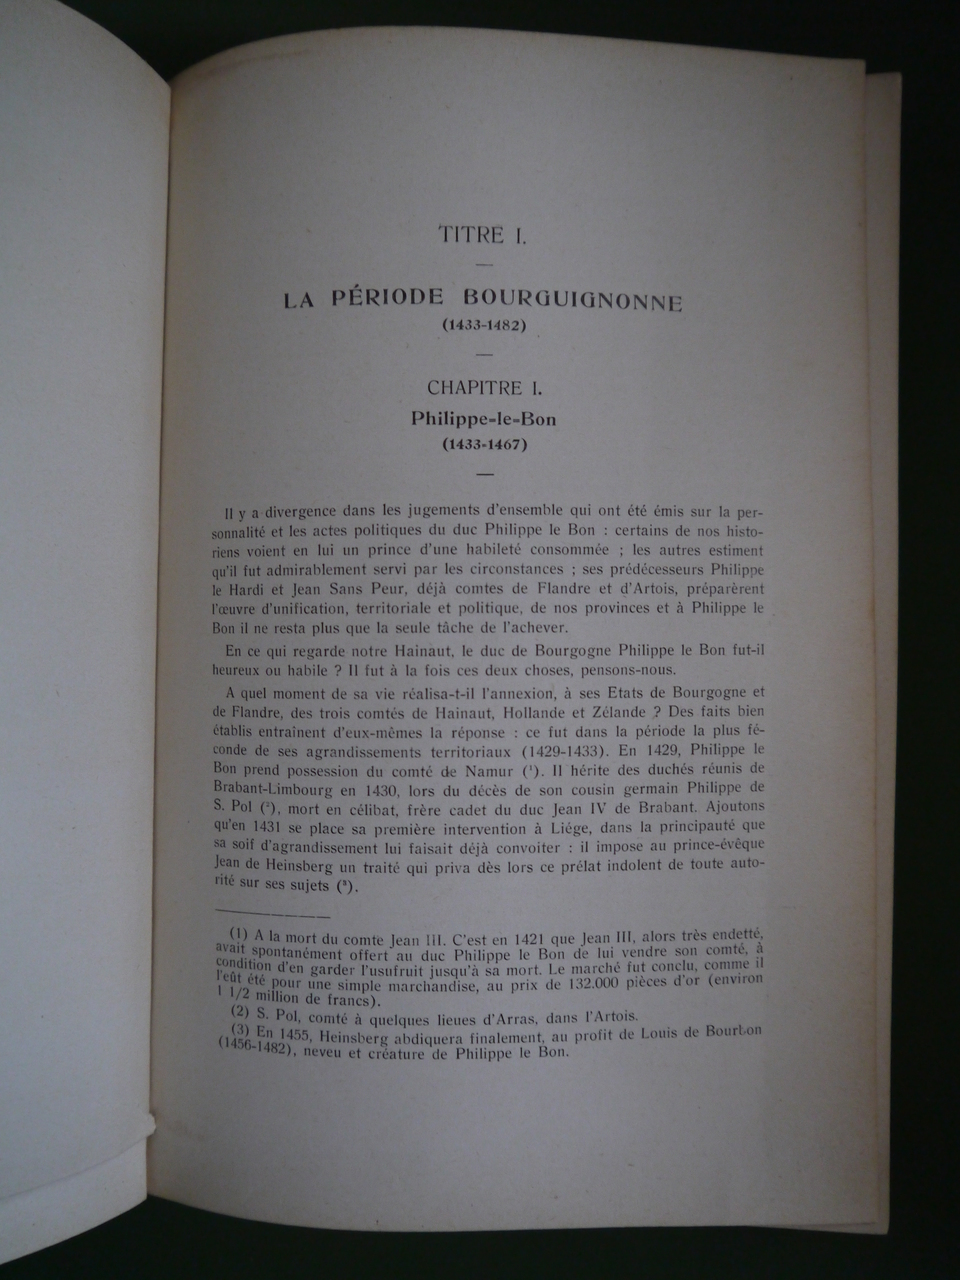 TITRE I.
LA PÉRIODE BOURGUIGNONNE
(1433-1482)
CHAPITRE I.
Philippe-le-Bon
(1433-1467)
Il y a divergence dans les jugements d'ensemble qui ont été émis sur la per-
sonnalité et les actes politiques du duc Philippe le Bon : certains de nos histo-
riens voient en lui un prince d'une habileté consommée ; les autres estiment
qu'il fut admirablement servi par les circonstances ; ses prédécesseurs Philippe
le Hardi et Jean Sans Peur, déjà comtes de Flandre et d'Artois, préparèrent
l'œuvre d'unification, territoriale et politique, de nos provinces et à Philippe le
Bon il ne resta plus que la seule tâche de l'achever.
En ce qui regarde notre Hainaut, le duc de Bourgogne Philippe le Bon fut-il
heureux ou habile ? Il fut à la fois ces deux choses, pensons-nous.
A quel moment de sa vie réalisa-t-il l'annexion, à ses Etats de Bourgogne et
de Flandre, des trois comtés de Hainaut, Hollande et Zélande ? Des faits bien
établis entraînent d'eux-mêmes la réponse : ce fut dans la période la plus fé-
conde de ses agrandissements territoriaux (1429-1433). En 1429, Philippe le
Bon prend possession du comté de Namur (¹). Il hérite des duchés réunis de
Brabant-Limbourg en 1430, lors du décès de son cousin germain Philippe de
S. Pol (²), mort en célibat, frère cadet du duc Jean IV de Brabant. Ajoutons
qu'en 1431 se place sa première intervention à Liége, dans la principauté que
sa soif d'agrandissement lui faisait déjà convoiter : il impose au prince-évêque
Jean de Heinsberg un traité qui priva dès lors ce prélat indolent de toute auto-
rité sur ses sujets (³).
(1) A la mort du comte Jean III. C'est en 1421 que Jean III, alors très endetté,
avait spontanément offert au duc Philippe le Bon de lui vendre son comté, à
condition d'en garder l'usufruit jusqu'à sa mort. Le marché fut conclu, comme il
l'eût été pour une simple marchandise, au prix de 132.000 pièces d'or (environ
1 1/2 million de francs).
(2) S. Pol, comté à quelques lieues d'Arras, dans l'Artois.
(3) En 1455, Heinsberg abdiquera finalement, au profit de Louis de Bourbon
(1456-1482), neveu et créature de Philippe le Bon.